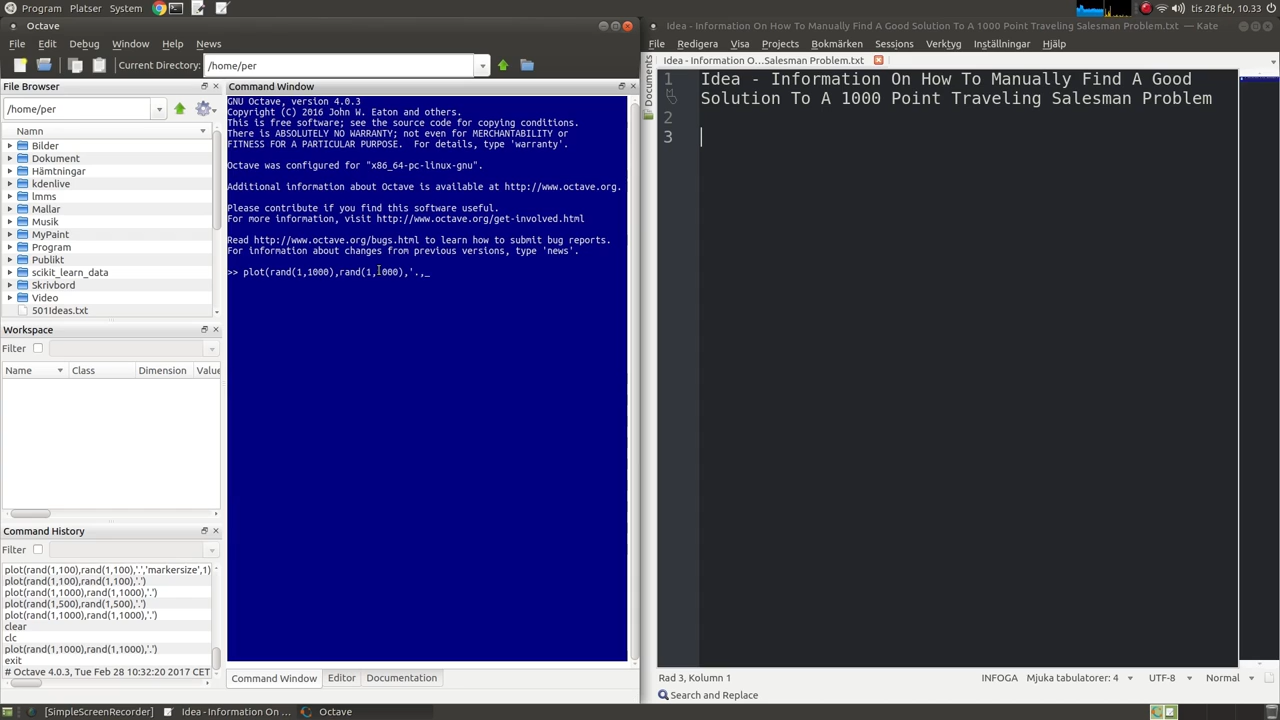 Program Platser System
tis 28 feb, 10.33
Octave
File Edit Debug Window Help News
Current Directory: /home/per
File Browser
/home/per
Namn
Bilder
Dokument
Hämtningar
kdenlive
lmms
Mallar
Musik
MyPaint
Program
Publikt
scikit_learn_data
Skrivbord
Video
501Ideas.txt
Workspace
Filter
Name Class Dimension Value
Command History
Filter
plot(rand(1,100),rand(1,100),'.','markersize',1)
plot(rand(1,100),rand(1,100),'.')
plot(rand(1,1000),rand(1,1000),'.')
plot(rand(1,500),rand(1,500),'.')
plot(rand(1,1000),rand(1,1000),'.')
clear
clc
plot(rand(1,1000),rand(1,1000),'.')
exit
# Octave 4.0.3, Tue Feb 28 10:32:20 2017 CET
Command Window
GNU Octave, version 4.0.3
Copyright (C) 2016 John W. Eaton and others.
This is free software; see the source code for copying conditions.
There is ABSOLUTELY NO WARRANTY; not even for MERCHANTABILITY or
FITNESS FOR A PARTICULAR PURPOSE.  For details, type 'warranty'.
Octave was configured for "x86_64-pc-linux-gnu".
Additional information about Octave is available at http://www.octave.org.
Please contribute if you find this software useful.
For more information, visit http://www.octave.org/get-involved.html
Read http://www.octave.org/bugs.html to learn how to submit bug reports.
For information about changes from previous versions, type 'news'.
>> plot(rand(1,1000),rand(1,1000),'.,_
Command Window Editor Documentation
Idea - Information On How To Manually Find A Good Solution To A 1000 Point Traveling Salesman Problem.txt — Kate
File Redigera Visa Projects Bokmärken Sessions Verktyg Inställningar Hjälp
Idea - Information O...Salesman Problem.txt
Documents
1 Idea - Information On How To Manually Find A Good
Solution To A 1000 Point Traveling Salesman Problem
2
3
Rad 3, Kolumn 1 INFOGA Mjuka tabulatorer: 4 UTF-8 Normal
Search and Replace
[SimpleScreenRecorder] Idea - Information On ... Octave